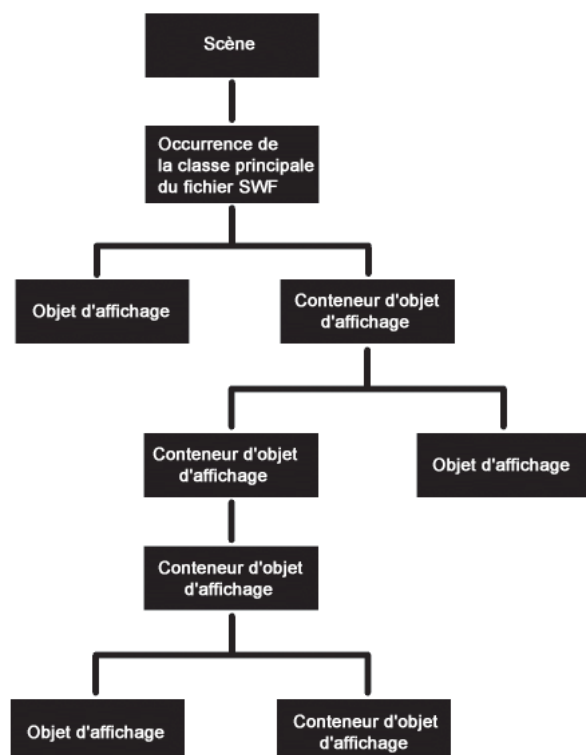 Scène
Occurrence de
la classe principale
du fichier SWF
Objet d'affichage
Conteneur d'objet
d'affichage
Conteneur d'objet
d'affichage
Objet d'affichage
Conteneur d'objet
d'affichage
Objet d'affichage
Conteneur d'objet
d'affichage